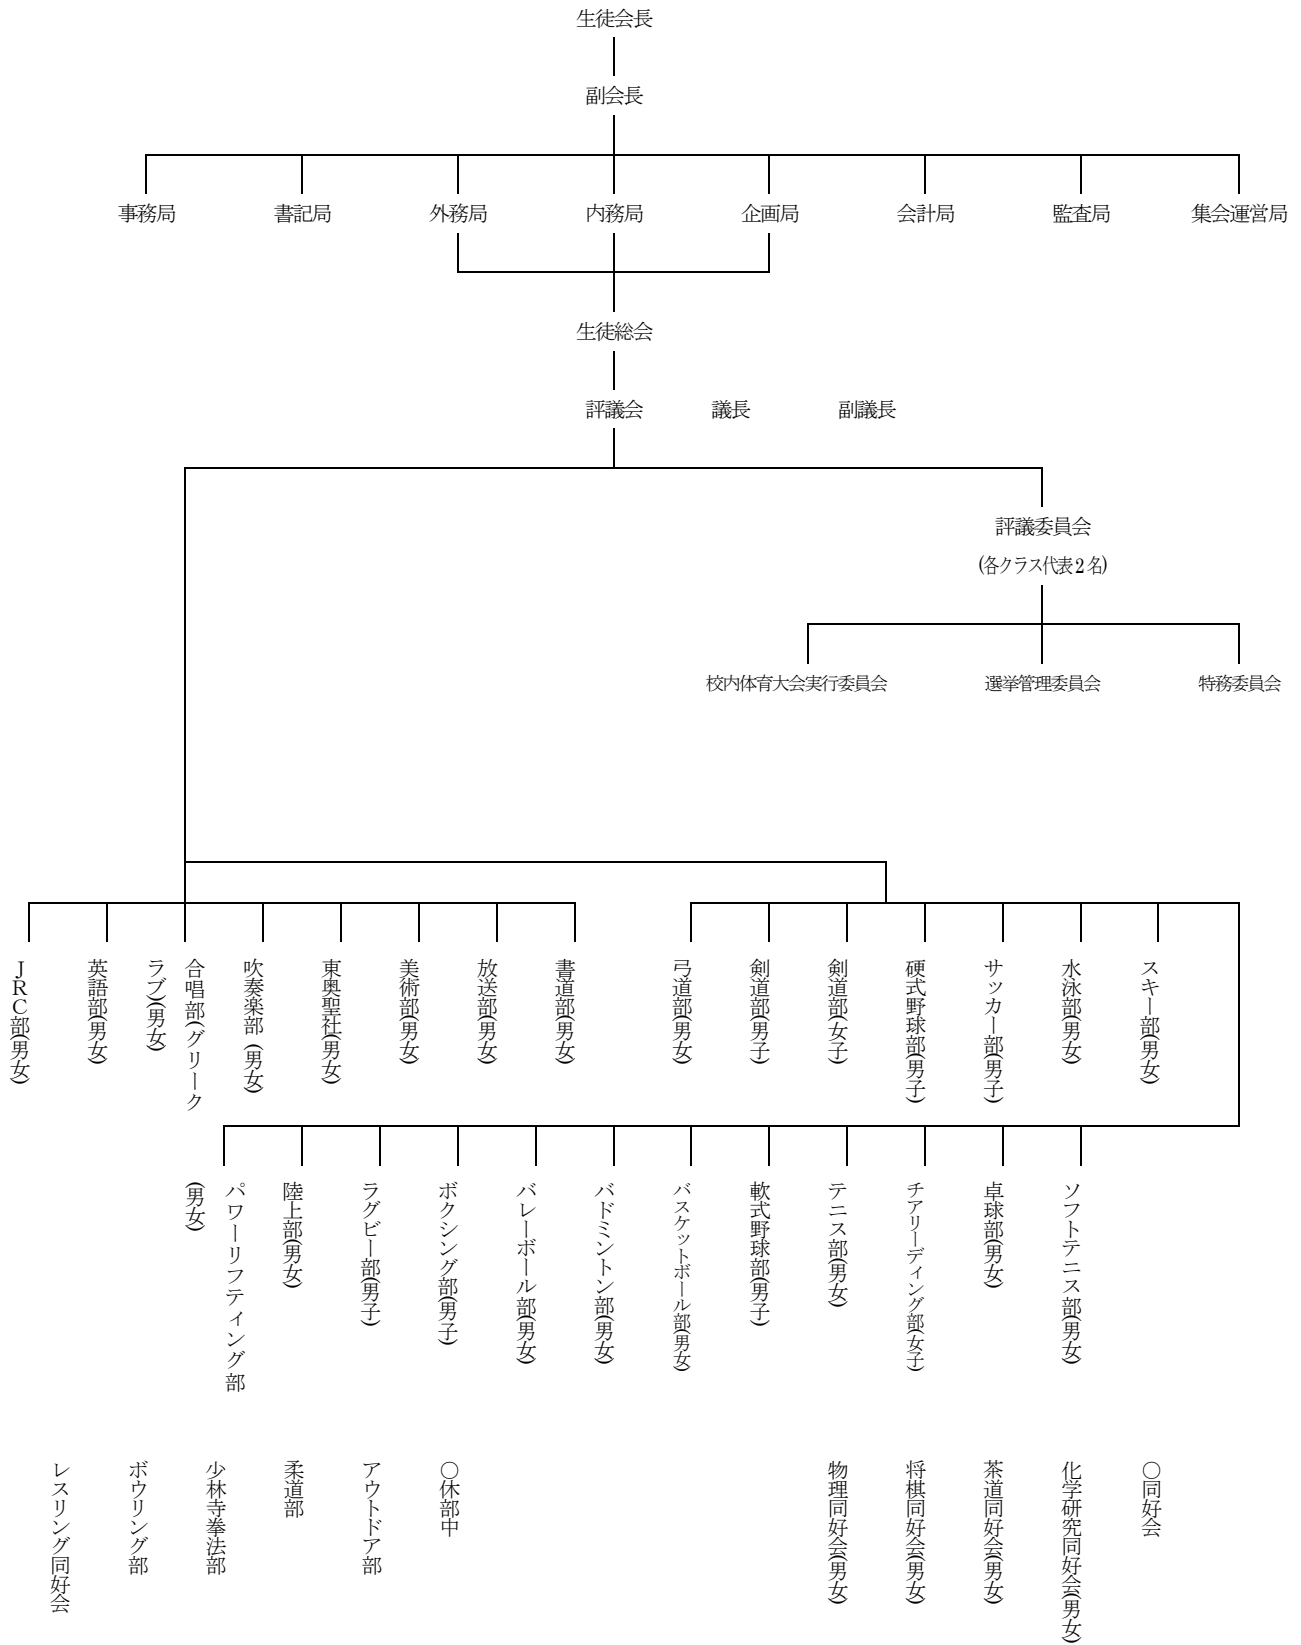 生徒会長
副会長
事務局
書記局
外務局
内務局
企画局
会計局
監査局
集会運営局
生徒総会
評議会
議長
副議長
評議委員会
(各クラス代表2名)
校内体育大会実行委員会
選挙管理委員会
特務委員会
スキー部(男女)
水泳部(男女)
サッカー部(男子)
硬式野球部(男子)
剣道部(女子)
剣道部(男子)
弓道部(男女)
書道部(男女)
放送部(男女)
美術部(男女)
東奥聖社(男女)
吹奏楽部(男女)
合唱部(グリーク
ラブ)(男女)
英語部(男女)
JRC部(男女)
ソフトテニス部(男女)
卓球部(男女)
チアリーディング部(女子)
テニス部(男女)
軟式野球部(男子)
バスケットボール部(男女)
バドミントン部(男女)
バレーボール部(男女)
ボクシング部(男子)
ラグビー部(男子)
陸上部(男女)
パワーリフティング部
(男女)
○同好会
化学研究同好会(男女)
茶道同好会(男女)
将棋同好会(男女)
物理同好会(男女)
○休部中
アウトドア部
柔道部
少林寺拳法部
ボウリング部
レスリング同好会